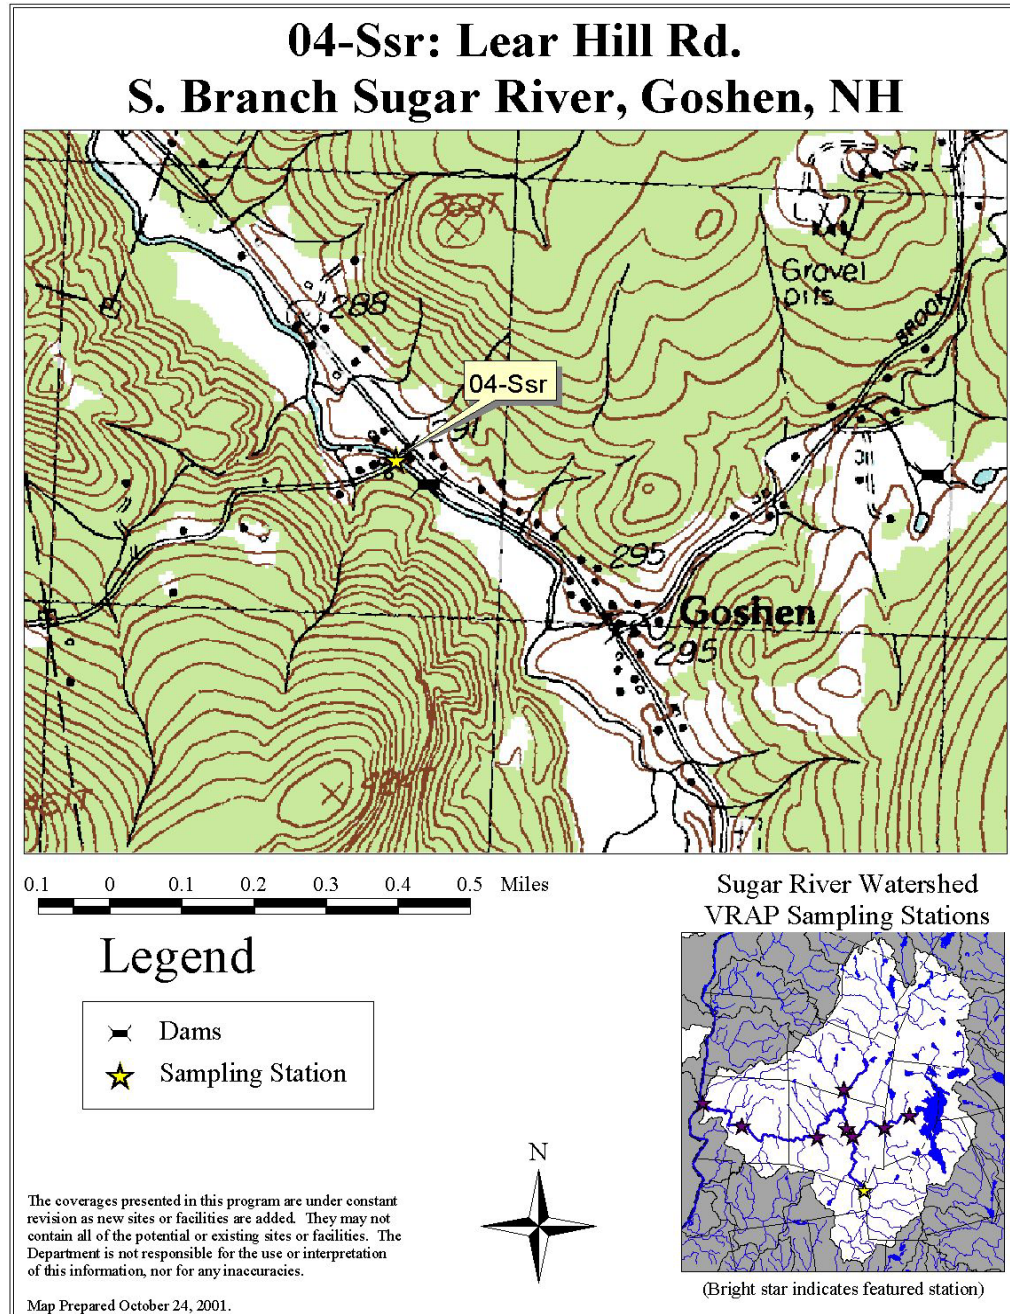 04-Ssr: Lear Hill Rd.
S. Branch Sugar River, Goshen, NH
369T
Gravel
pits
BROOK
288
04-Ssr
295
Goshen
295
0.1 0 0.1 0.2 0.3 0.4 0.5 Miles
Legend
Dams
Sampling Station
Sugar River Watershed
VRAP Sampling Stations
N
The coverages presented in this program are under constant
revision as new sites or facilities are added. They may not
contain all of the potential or existing sites or facilities. The
Department is not responsible for the use or interpretation
of this information, nor for any inaccuracies.
Map Prepared October 24, 2001.
(Bright star indicates featured station)